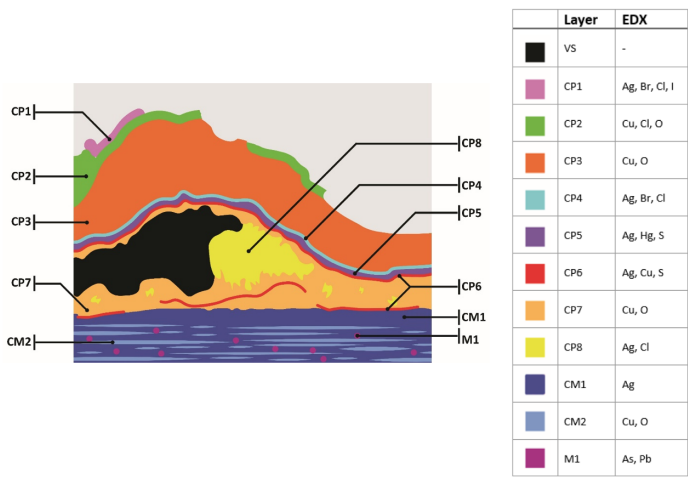 CP1
CP2
CP3
CP7
CM2
CP8
CP4
CP5
CP6
CM1
M1
Layer EDX
VS -
CP1 Ag, Br, Cl, I
CP2 Cu, Cl, O
CP3 Cu, O
CP4 Ag, Br, Cl
CP5 Ag, Hg, S
CP6 Ag, Cu, S
CP7 Cu, O
CP8 Ag, Cl
CM1 Ag
CM2 Cu, O
M1 As, Pb